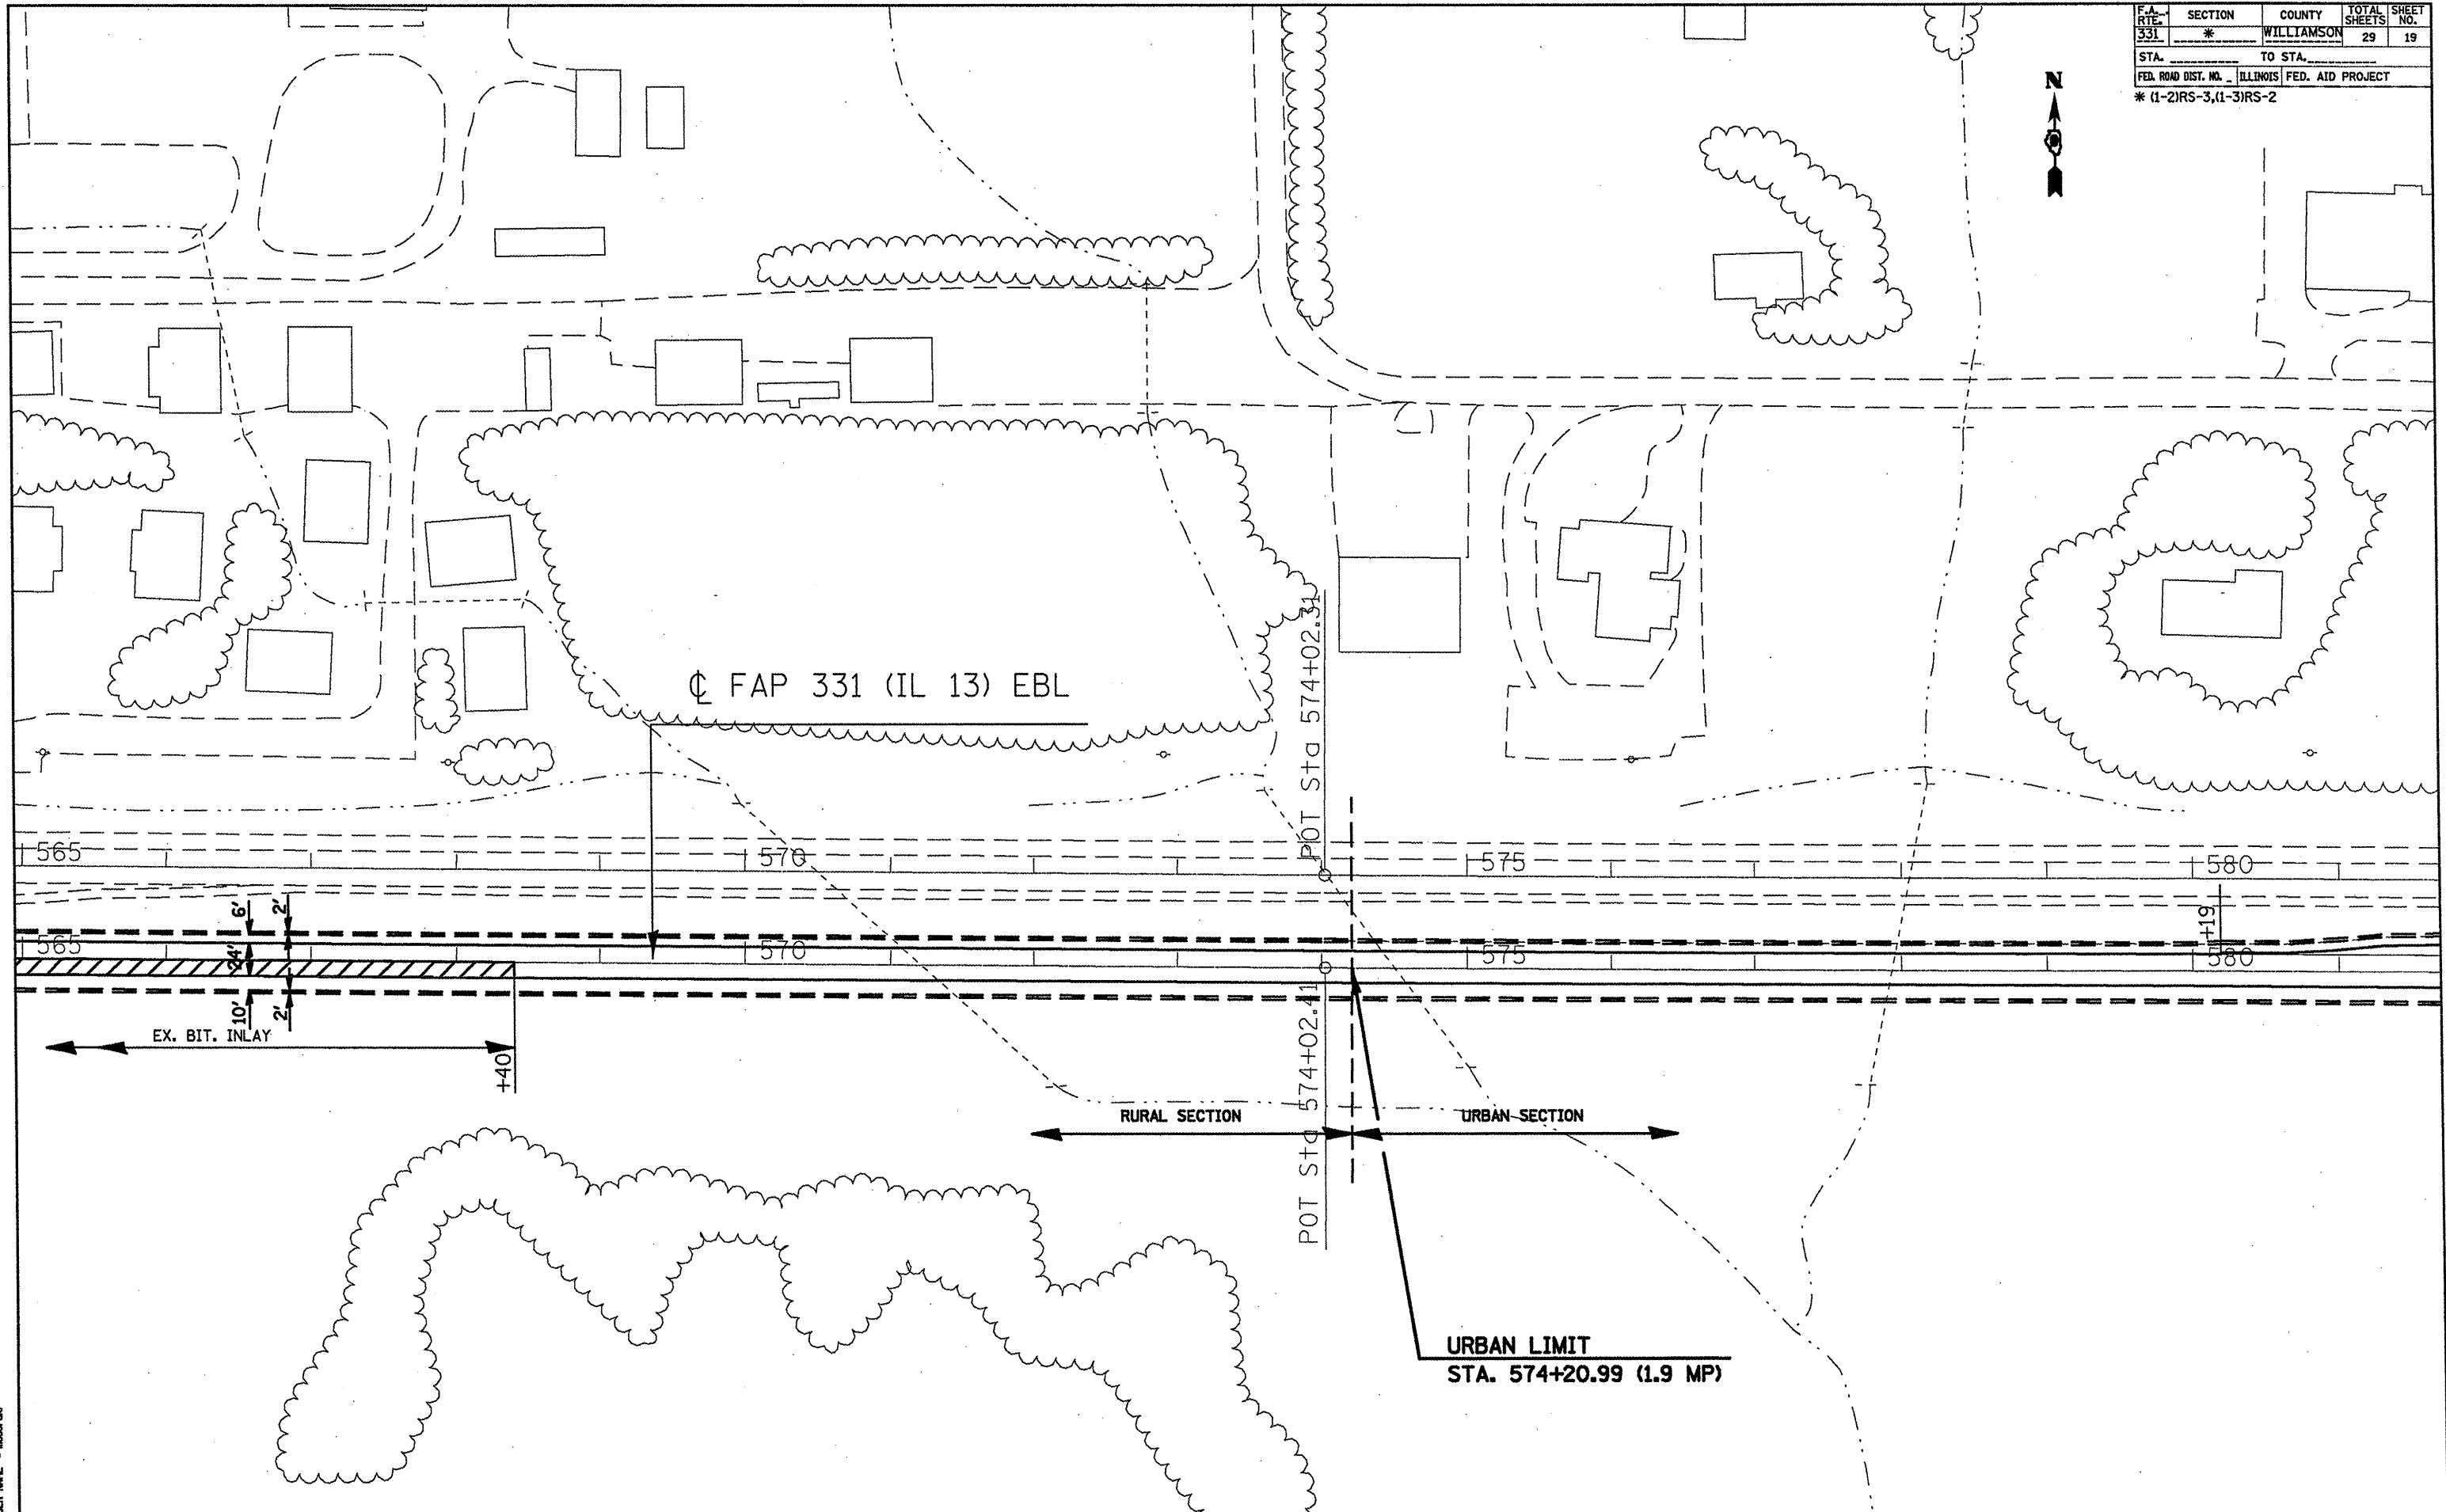 F.A. RTE. SECTION COUNTY TOTAL SHEETS SHEET NO.
331 * WILLIAMSON 29 19
STA. TO STA.
FED. ROAD DIST. NO. ILLINOIS FED. AID PROJECT
* (1-2)RS-3,(1-3)RS-2
N
℄ FAP 331 (IL 13) EBL
POT Sta 574+02.31
565 570 575 580
+19
6' 2'
565 570 575 580
24'
10' 2'
EX. BIT. INLAY
+40
POT Sta 574+02.41
RURAL SECTION URBAN SECTION
URBAN LIMIT
STA. 574+20.99 (1.9 MP)